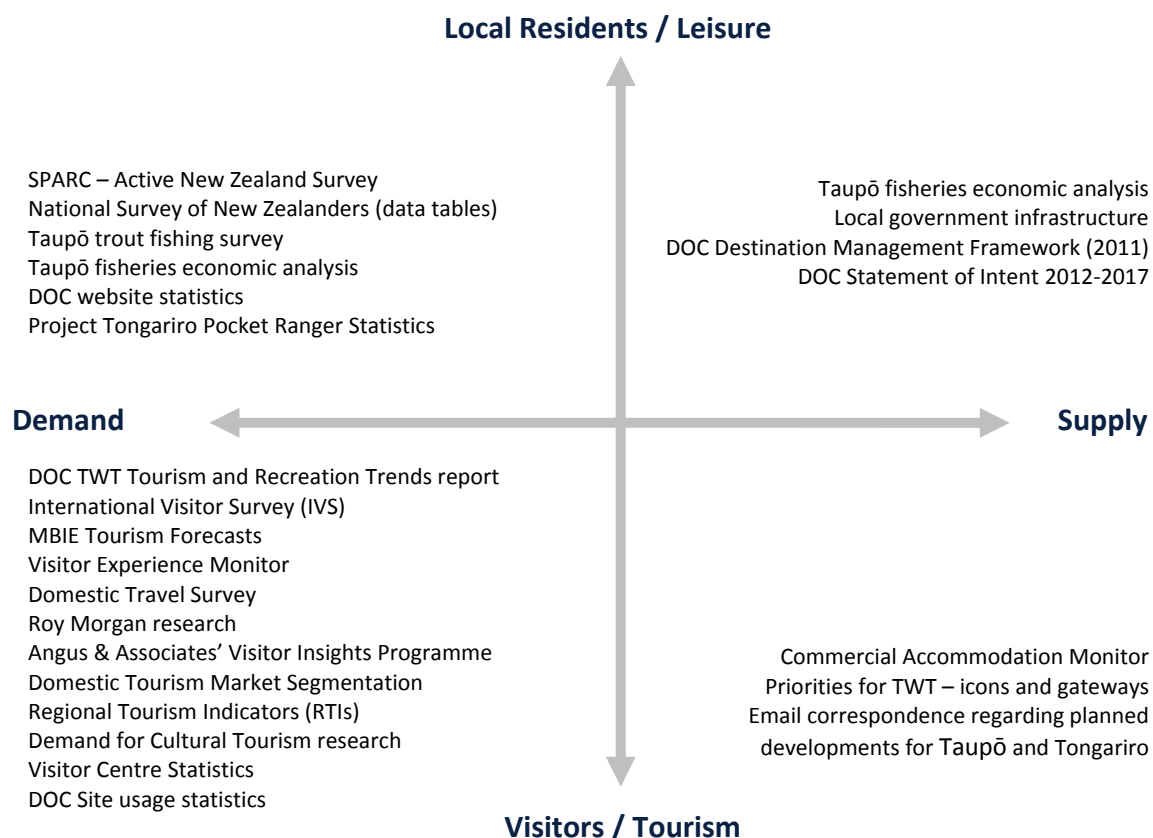 Local Residents / Leisure
SPARC – Active New Zealand Survey
National Survey of New Zealanders (data tables)
Taupō trout fishing survey
Taupō fisheries economic analysis
DOC website statistics
Project Tongariro Pocket Ranger Statistics
Taupō fisheries economic analysis
Local government infrastructure
DOC Destination Management Framework (2011)
DOC Statement of Intent 2012-2017
Demand
Supply
DOC TWT Tourism and Recreation Trends report
International Visitor Survey (IVS)
MBIE Tourism Forecasts
Visitor Experience Monitor
Domestic Travel Survey
Roy Morgan research
Angus & Associates’ Visitor Insights Programme
Domestic Tourism Market Segmentation
Regional Tourism Indicators (RTIs)
Demand for Cultural Tourism research
Visitor Centre Statistics
DOC Site usage statistics
Commercial Accommodation Monitor
Priorities for TWT – icons and gateways
Email correspondence regarding planned
developments for Taupō and Tongariro
Visitors / Tourism